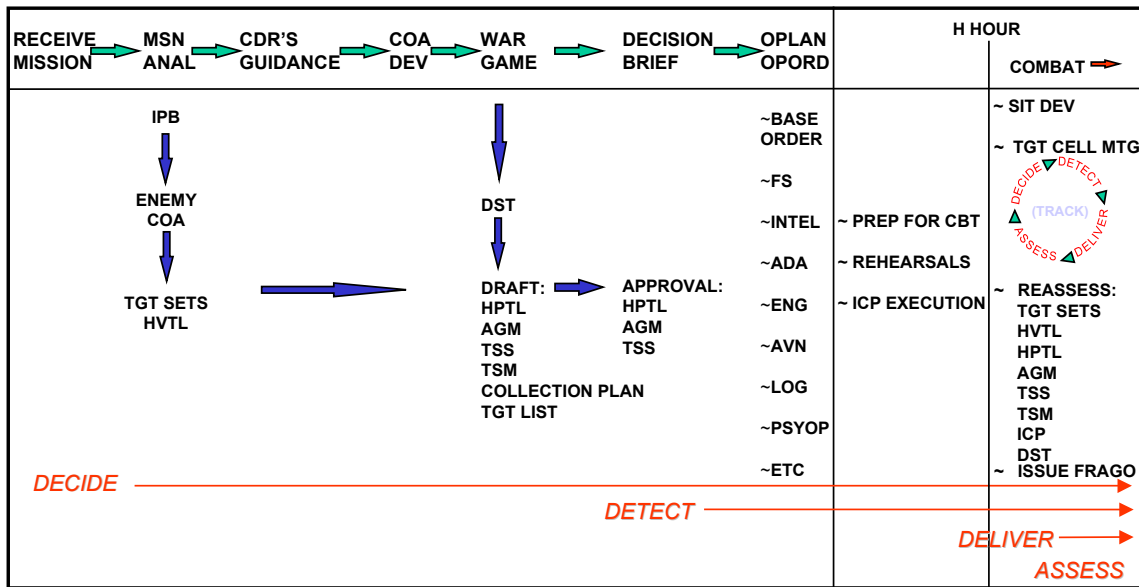 RECEIVE
MISSION
MSN
ANAL
CDR'S
GUIDANCE
COA
DEV
WAR
GAME
DECISION
BRIEF
OPLAN
OPORD
H HOUR
COMBAT
IPB
ENEMY
COA
TGT SETS
HVTL
DST
DRAFT:
HPTL
AGM
TSS
TSM
COLLECTION PLAN
TGT LIST
APPROVAL:
HPTL
AGM
TSS
~BASE
ORDER
~FS
~INTEL
~ADA
~ENG
~AVN
~LOG
~PSYOP
~ETC
~ PREP FOR CBT
~ REHEARSALS
~ ICP EXECUTION
~ SIT DEV
~ TGT CELL MTG
DECIDE
DETECT
DELIVER
ASSESS
(TRACK)
~ REASSESS:
TGT SETS
HVTL
HPTL
AGM
TSS
TSM
ICP
DST
~ ISSUE FRAGO
DECIDE
DETECT
DELIVER
ASSESS